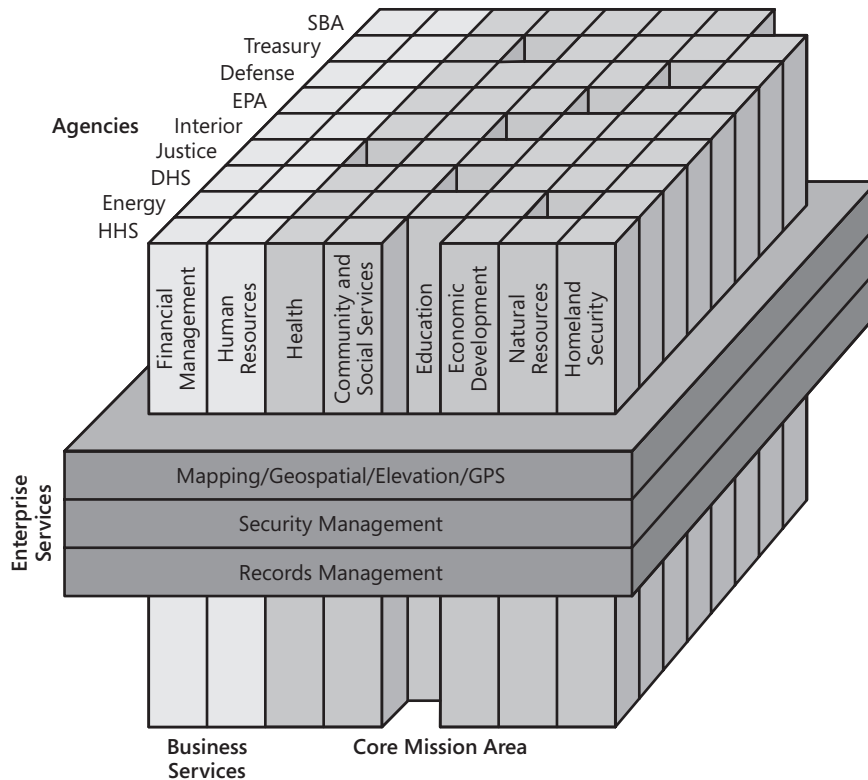 SBA
Treasury
Defense
EPA
Agencies
Interior
Justice
DHS
Energy
HHS
Financial
Management
Human
Resources
Health
Community and
Social Services
Education
Economic
Development
Natural
Resources
Homeland
Security
Enterprise
Services
Mapping/Geospatial/Elevation/GPS
Security Management
Records Management
Business
Services
Core Mission Area